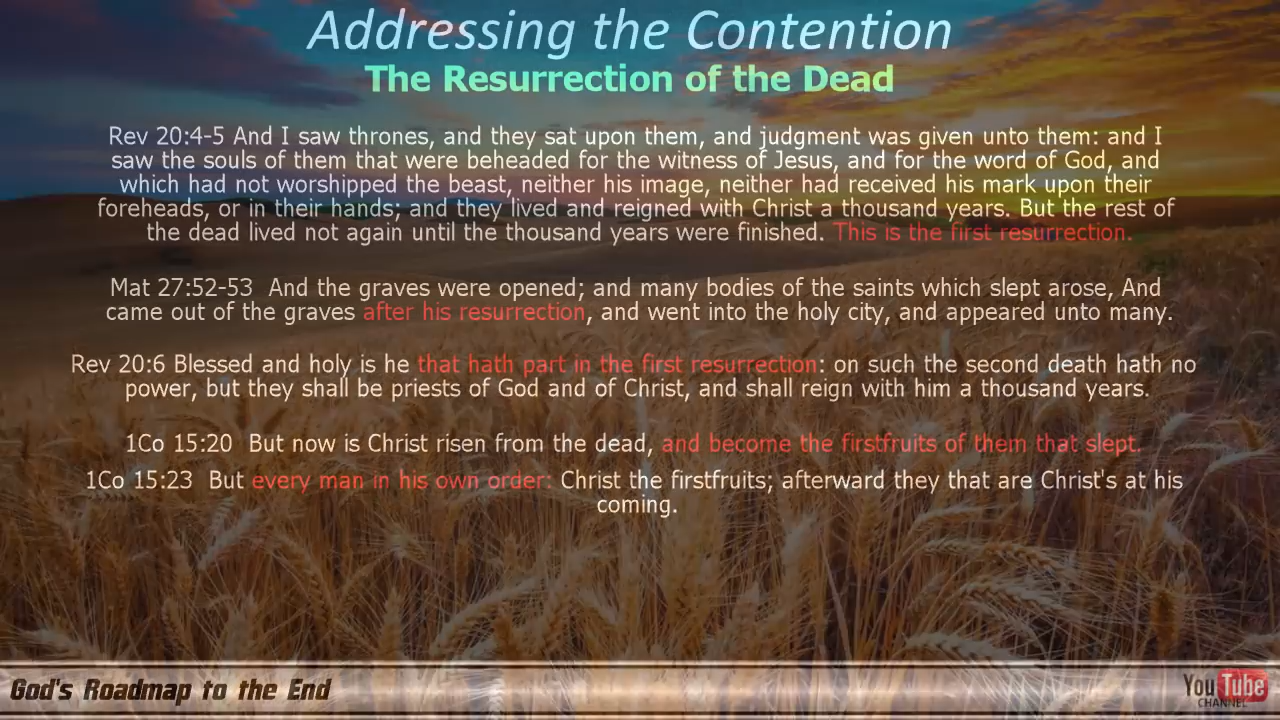 Addressing the Contention
The Resurrection of the Dead
Rev 20:4-5 And I saw thrones, and they sat upon them, and judgment was given unto them: and I
saw the souls of them that were beheaded for the witness of Jesus, and for the word of God, and
which had not worshipped the beast, neither his image, neither had received his mark upon their
foreheads, or in their hands; and they lived and reigned with Christ a thousand years. But the rest of
the dead lived not again until the thousand years were finished. This is the first resurrection.
Mat 27:52-53 And the graves were opened; and many bodies of the saints which slept arose, And
came out of the graves after his resurrection, and went into the holy city, and appeared unto many.
Rev 20:6 Blessed and holy is he that hath part in the first resurrection: on such the second death hath no
power, but they shall be priests of God and of Christ, and shall reign with him a thousand years.
1Co 15:20 But now is Christ risen from the dead, and become the firstfruits of them that slept.
1Co 15:23 But every man in his own order: Christ the firstfruits; afterward they that are Christ's at his
coming.
God's Roadmap to the End
YouTube
CHANNEL